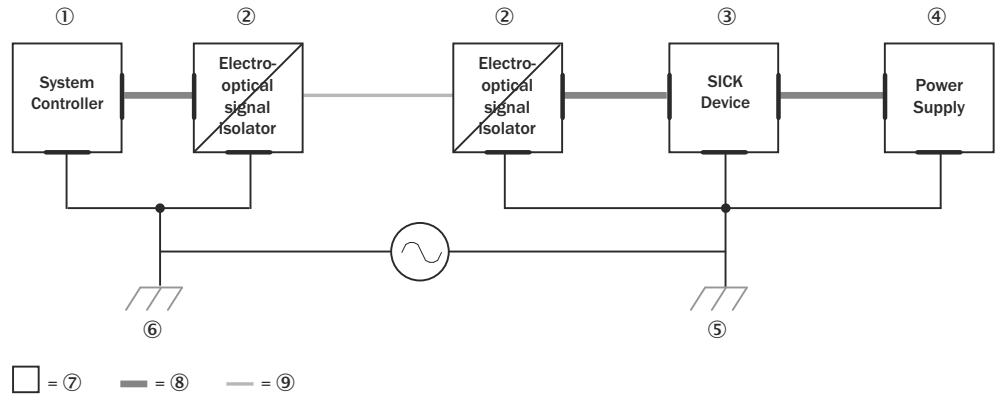 ① ② ② ③ ④
System
Controller
Electro-
optical
signal
isolator
Electro-
optical
signal
isolator
SICK
Device
Power
Supply
⑥ ⑤
= ⑦ = ⑧ = ⑨